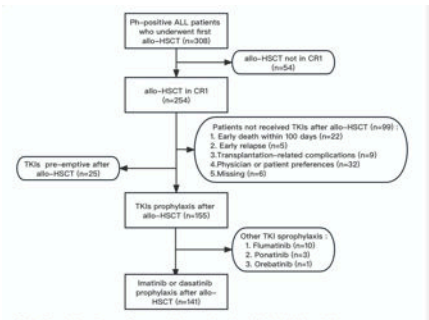 Ph-positive ALL patients
who underwent first
allo-HSCT (n=308)
allo-HSCT not in CR1
(n=54)
allo-HSCT in CR1
(n=254)
Patients not received TKIs after allo-HSCT (n=99) :
1. Early death within 100 days (n=22)
2. Early relapse (n=5)
3.Transplantation-related complications (n=9)
4.Physician or patient preferences (n=32)
5.Missing (n=6)
TKIs pre-emptive after
allo-HSCT (n=25)
TKIs prophylaxis after
allo-HSCT (n=155)
Other TKI sprophylaxis :
1. Flumatinib (n=10)
2. Ponatinib (n=3)
3. Orebatinib (n=1)
Imatinib or dasatinib
prophylaxis after allo-
HSCT (n=141)